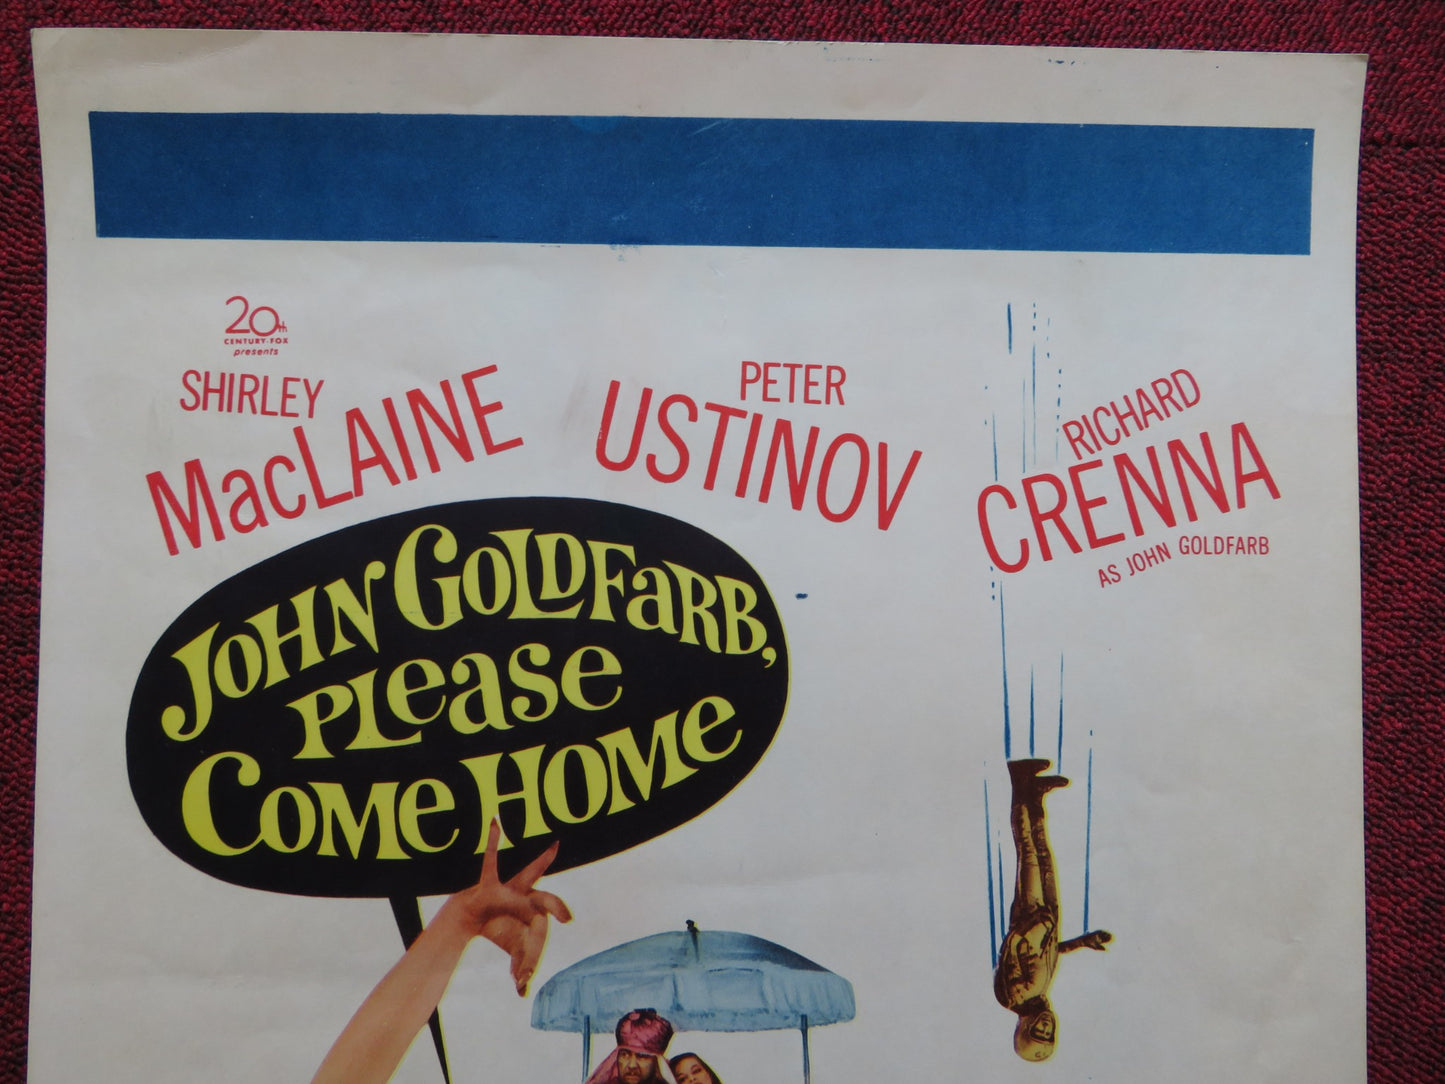 20th
CENTURY-FOX
presents
SHIRLEY
MacLAINE
PETER
USTINOV
RICHARD
CRENNA
AS JOHN GOLDFARB
JOHN GOLDFARB,
PLEASE
COME HOME